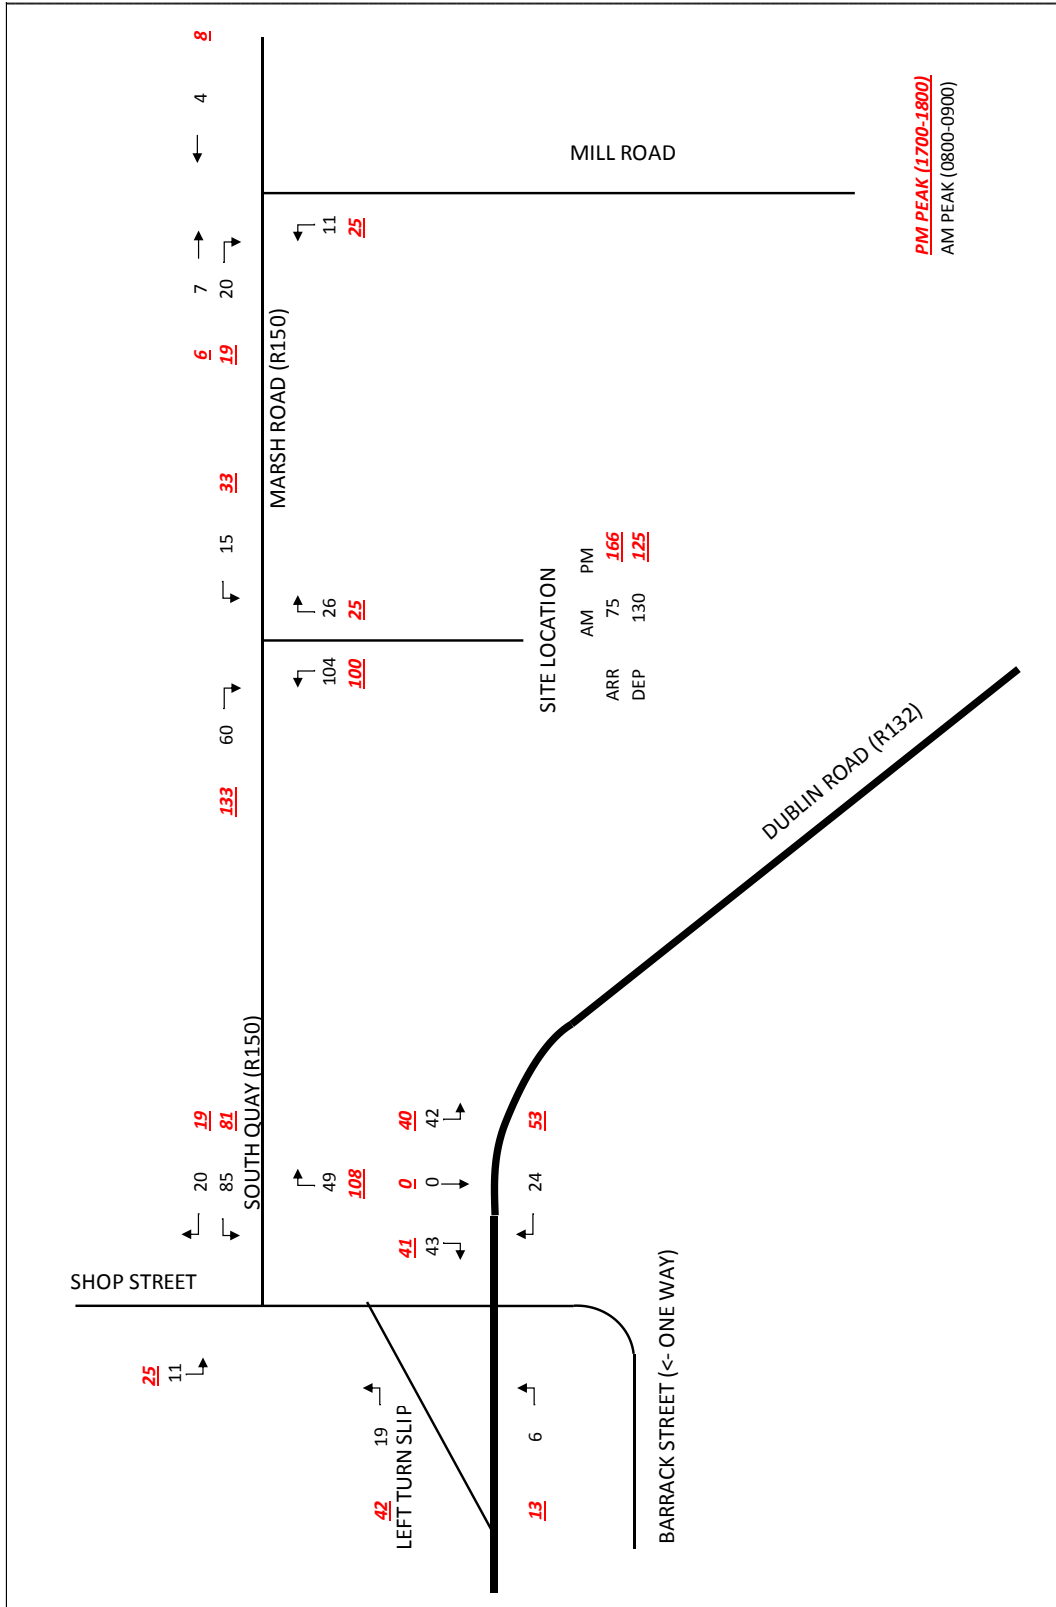 8
4
MILL ROAD
PM PEAK (1700-1800)
AM PEAK (0800-0900)
11
25
7
20
6
19
MARSH ROAD (R150)
33
15
26
25
104
100
60
133
SITE LOCATION
AM PM
ARR 75 166
DEP 130 125
DUBLIN ROAD (R132)
SOUTH QUAY (R150)
19
81
20
85
49
108
40
42
0
0
41
43
53
24
SHOP STREET
25
11
19
42
LEFT TURN SLIP
6
13
BARRACK STREET (<- ONE WAY)